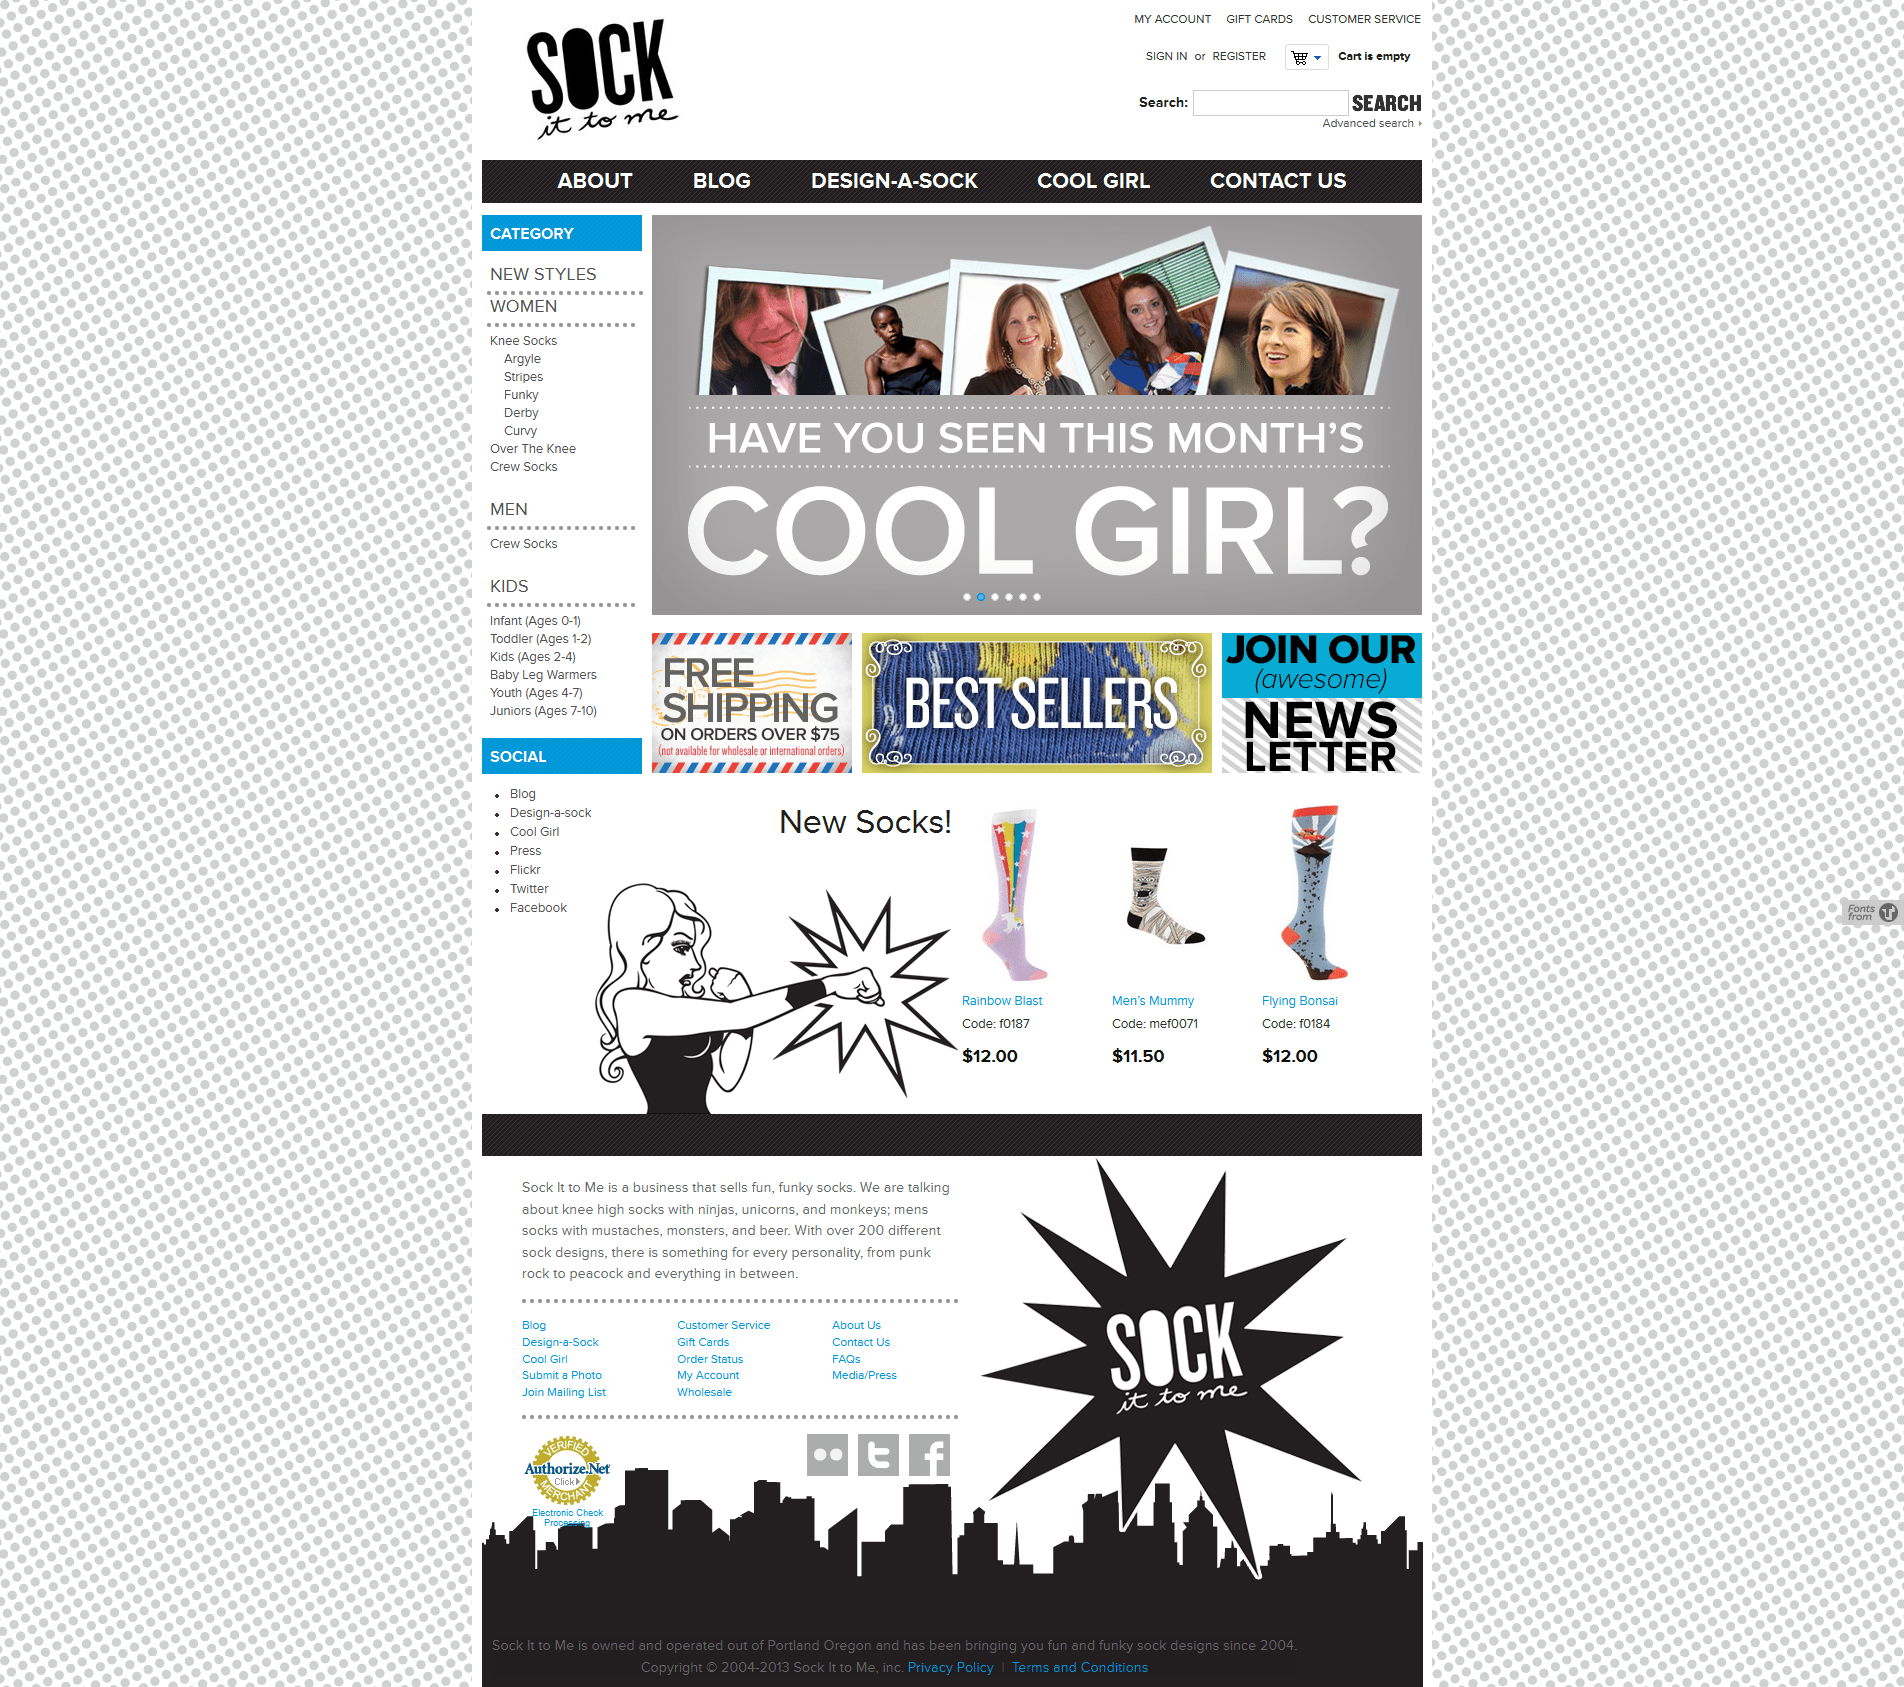 SOCK
it to me
MY ACCOUNT GIFT CARDS CUSTOMER SERVICE
SIGN IN or REGISTER Cart is empty
Search: SEARCH
Advanced search
ABOUT BLOG DESIGN-A-SOCK COOL GIRL CONTACT US
CATEGORY
NEW STYLES
WOMEN
Knee Socks
Argyle
Stripes
Funky
Derby
Curvy
Over The Knee
Crew Socks
MEN
Crew Socks
KIDS
Infant (Ages 0-1)
Toddler (Ages 1-2)
Kids (Ages 2-4)
Baby Leg Warmers
Youth (Ages 4-7)
Juniors (Ages 7-10)
SOCIAL
Blog
Design-a-sock
Cool Girl
Press
Flickr
Twitter
Facebook
HAVE YOU SEEN THIS MONTH'S
COOL GIRL?
FREE
SHIPPING
ON ORDERS OVER $75
(not available for wholesale or international orders)
BEST SELLERS
JOIN OUR
(awesome)
NEWS
LETTER
New Socks!
Rainbow Blast
Code: f0187
$12.00
Men's Mummy
Code: mef0071
$11.50
Flying Bonsai
Code: f0184
$12.00
Fonts
from
Sock It to Me is a business that sells fun, funky socks. We are talking
about knee high socks with ninjas, unicorns, and monkeys; mens
socks with mustaches, monsters, and beer. With over 200 different
sock designs, there is something for every personality, from punk
rock to peacock and everything in between.
Blog Customer Service About Us
Design-a-Sock Gift Cards Contact Us
Cool Girl Order Status FAQs
Submit a Photo My Account Media/Press
Join Mailing List Wholesale
SOCK
it to me
VERIFIED
Authorize.Net
Click
MERCHANT
Electronic Check
Processing
Sock It to Me is owned and operated out of Portland Oregon and has been bringing you fun and funky sock designs since 2004.
Copyright © 2004-2013 Sock It to Me, inc. Privacy Policy | Terms and Conditions